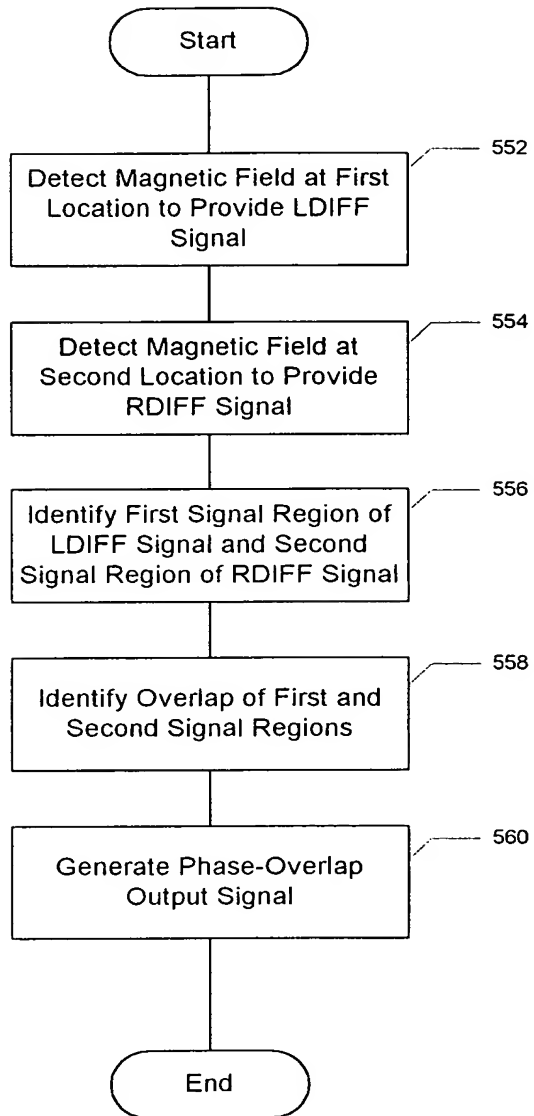 Start
552
Detect Magnetic Field at First
Location to Provide LDIFF
Signal
554
Detect Magnetic Field at
Second Location to Provide
RDIFF Signal
556
Identify First Signal Region of
LDIFF Signal and Second
Signal Region of RDIFF Signal
558
Identify Overlap of First and
Second Signal Regions
560
Generate Phase-Overlap
Output Signal
End